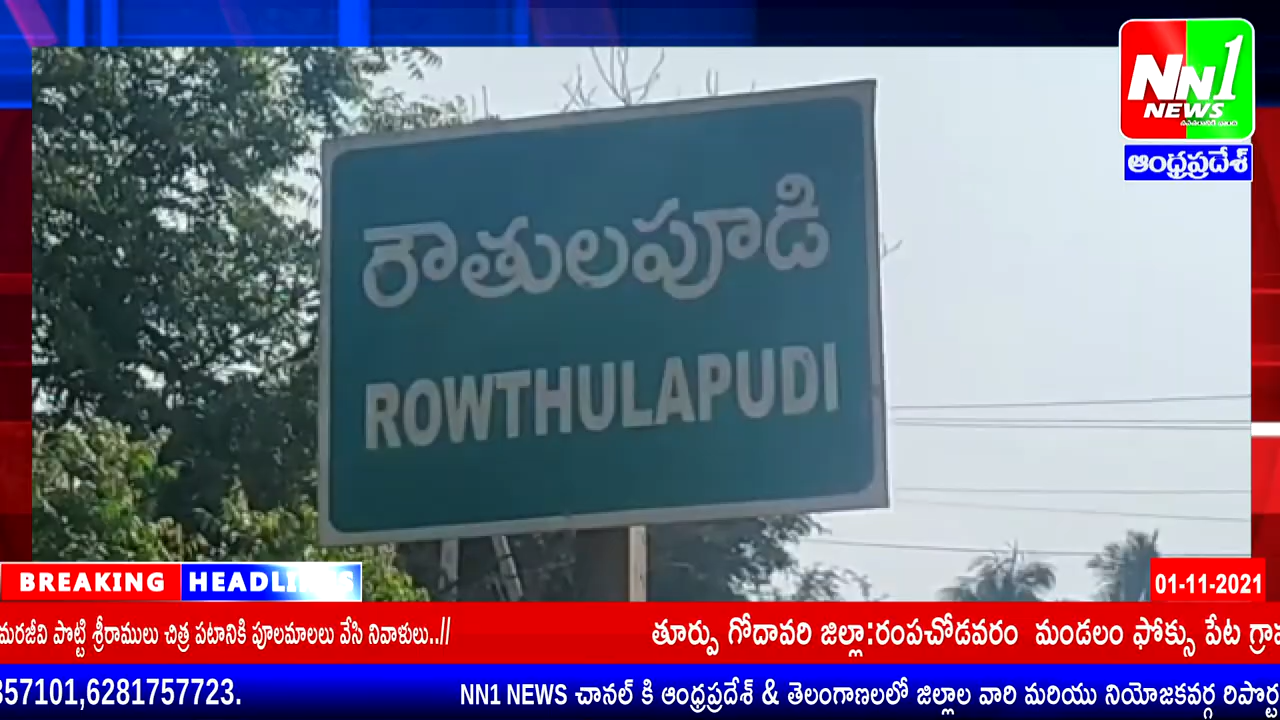 NN1
NEWS
ఆంధ్రప్రదేశ్
రౌతులపూడి
ROWTHULAPUDI
BREAKING HEADLINES
01-11-2021
మరజీవి పొట్టి శ్రీరాములు చిత్ర పటానికి పూలమాలలు వేసి నివాళులు..// తూర్పు గోదావరి జిల్లా:రంపచోడవరం మండలం ఫోక్సు పేట గ్రా
357101,6281757723. NN1 NEWS చానల్ కి ఆంధ్రప్రదేశ్ & తెలంగాణలలో జిల్లాల వారి మరియు నియోజకవర్గ రిపోర్ట